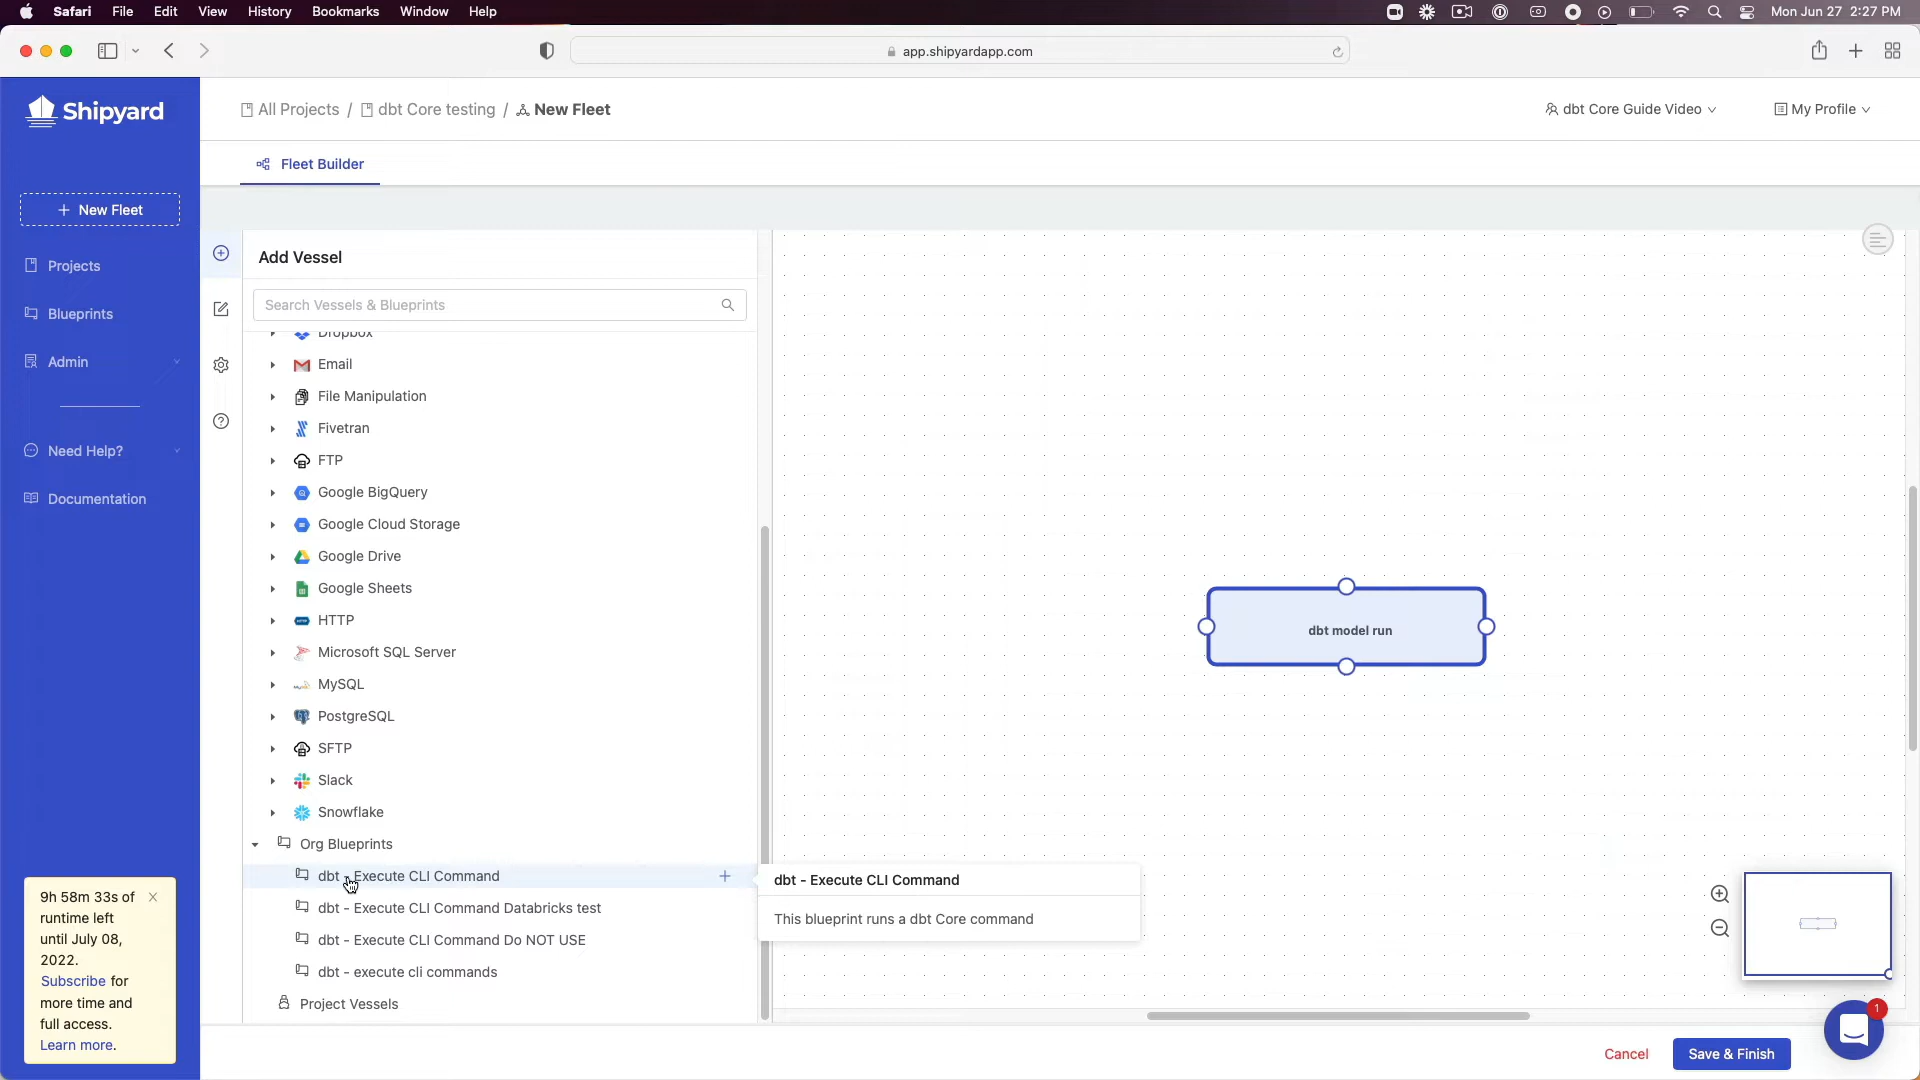 Safari File Edit View History Bookmarks Window Help
Mon Jun 27 2:27 PM
app.shipyardapp.com
Shipyard
All Projects / dbt Core testing / New Fleet
dbt Core Guide Video
My Profile
Fleet Builder
+ New Fleet
Projects
Blueprints
Admin
Need Help?
Documentation
9h 58m 33s of
runtime left
until July 08,
2022.
Subscribe for
more time and
full access.
Learn more.
Add Vessel
Search Vessels & Blueprints
Dropbox
Email
File Manipulation
Fivetran
FTP
Google BigQuery
Google Cloud Storage
Google Drive
Google Sheets
HTTP
Microsoft SQL Server
MySQL
PostgreSQL
SFTP
Slack
Snowflake
Org Blueprints
dbt - Execute CLI Command
dbt - Execute CLI Command Databricks test
dbt - Execute CLI Command Do NOT USE
dbt - execute cli commands
Project Vessels
dbt - Execute CLI Command
This blueprint runs a dbt Core command
dbt model run
1
Cancel
Save & Finish